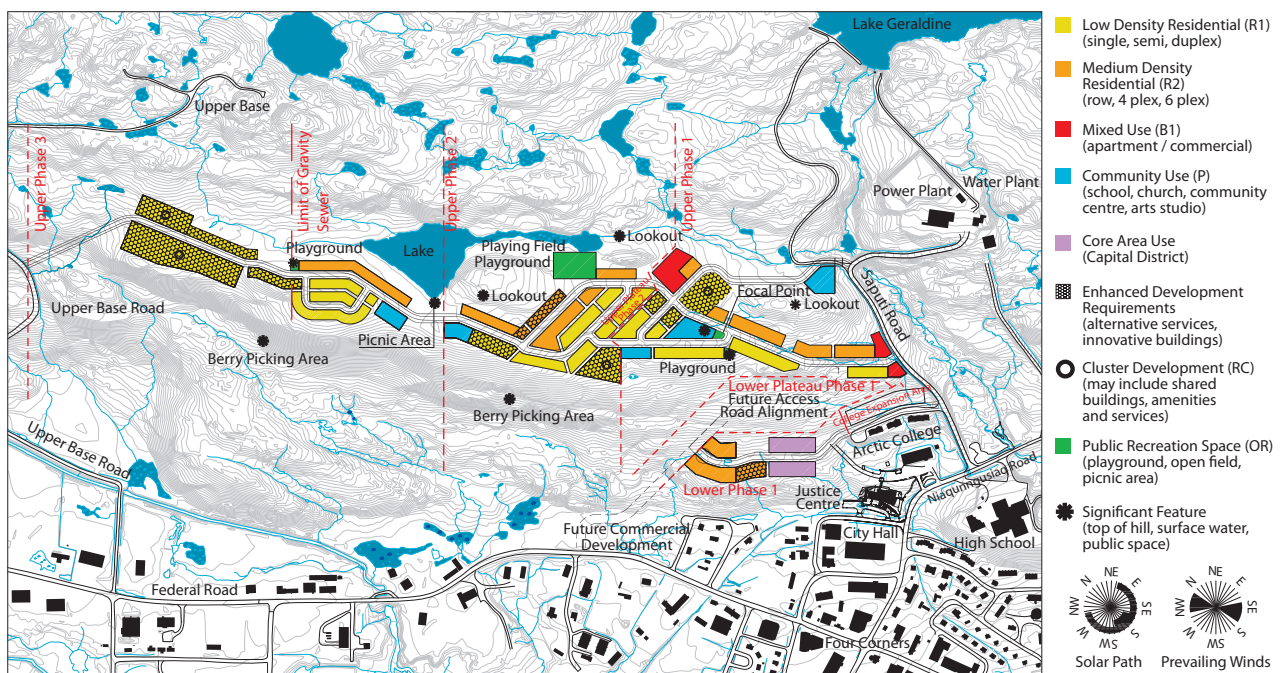 Lake Geraldine
Upper Base
Upper Phase 3
Limit of Gravity
Sewer
Upper Phase 2
Upper Phase 1
Power Plant
Water Plant
Playground
Lake
Playing Field
Playground
Lookout
Lookout
Focal Point
Lookout
Saputi Road
Upper Base Road
Berry Picking Area
Picnic Area
Phase 2
Playground
Berry Picking Area
Lower Plateau Phase 1
Future Access
Road Alignment
College Expansion Area
Arctic College
Upper Base Road
Lower Phase 1
Justice
Centre
Niaqunngusiaq Road
Future Commercial
Development
City Hall
High School
Federal Road
Four Corners
Low Density Residential (R1)
(single, semi, duplex)
Medium Density
Residential (R2)
(row, 4 plex, 6 plex)
Mixed Use (B1)
(apartment / commercial)
Community Use (P)
(school, church, community
centre, arts studio)
Core Area Use
(Capital District)
Enhanced Development
Requirements
(alternative services,
innovative buildings)
Cluster Development (RC)
(may include shared
buildings, amenities
and services)
Public Recreation Space (OR)
(playground, open field,
picnic area)
Significant Feature
(top of hill, surface water,
public space)
N NE E SE S SW W NW
Solar Path
N NE E SE S SW W NW
Prevailing Winds